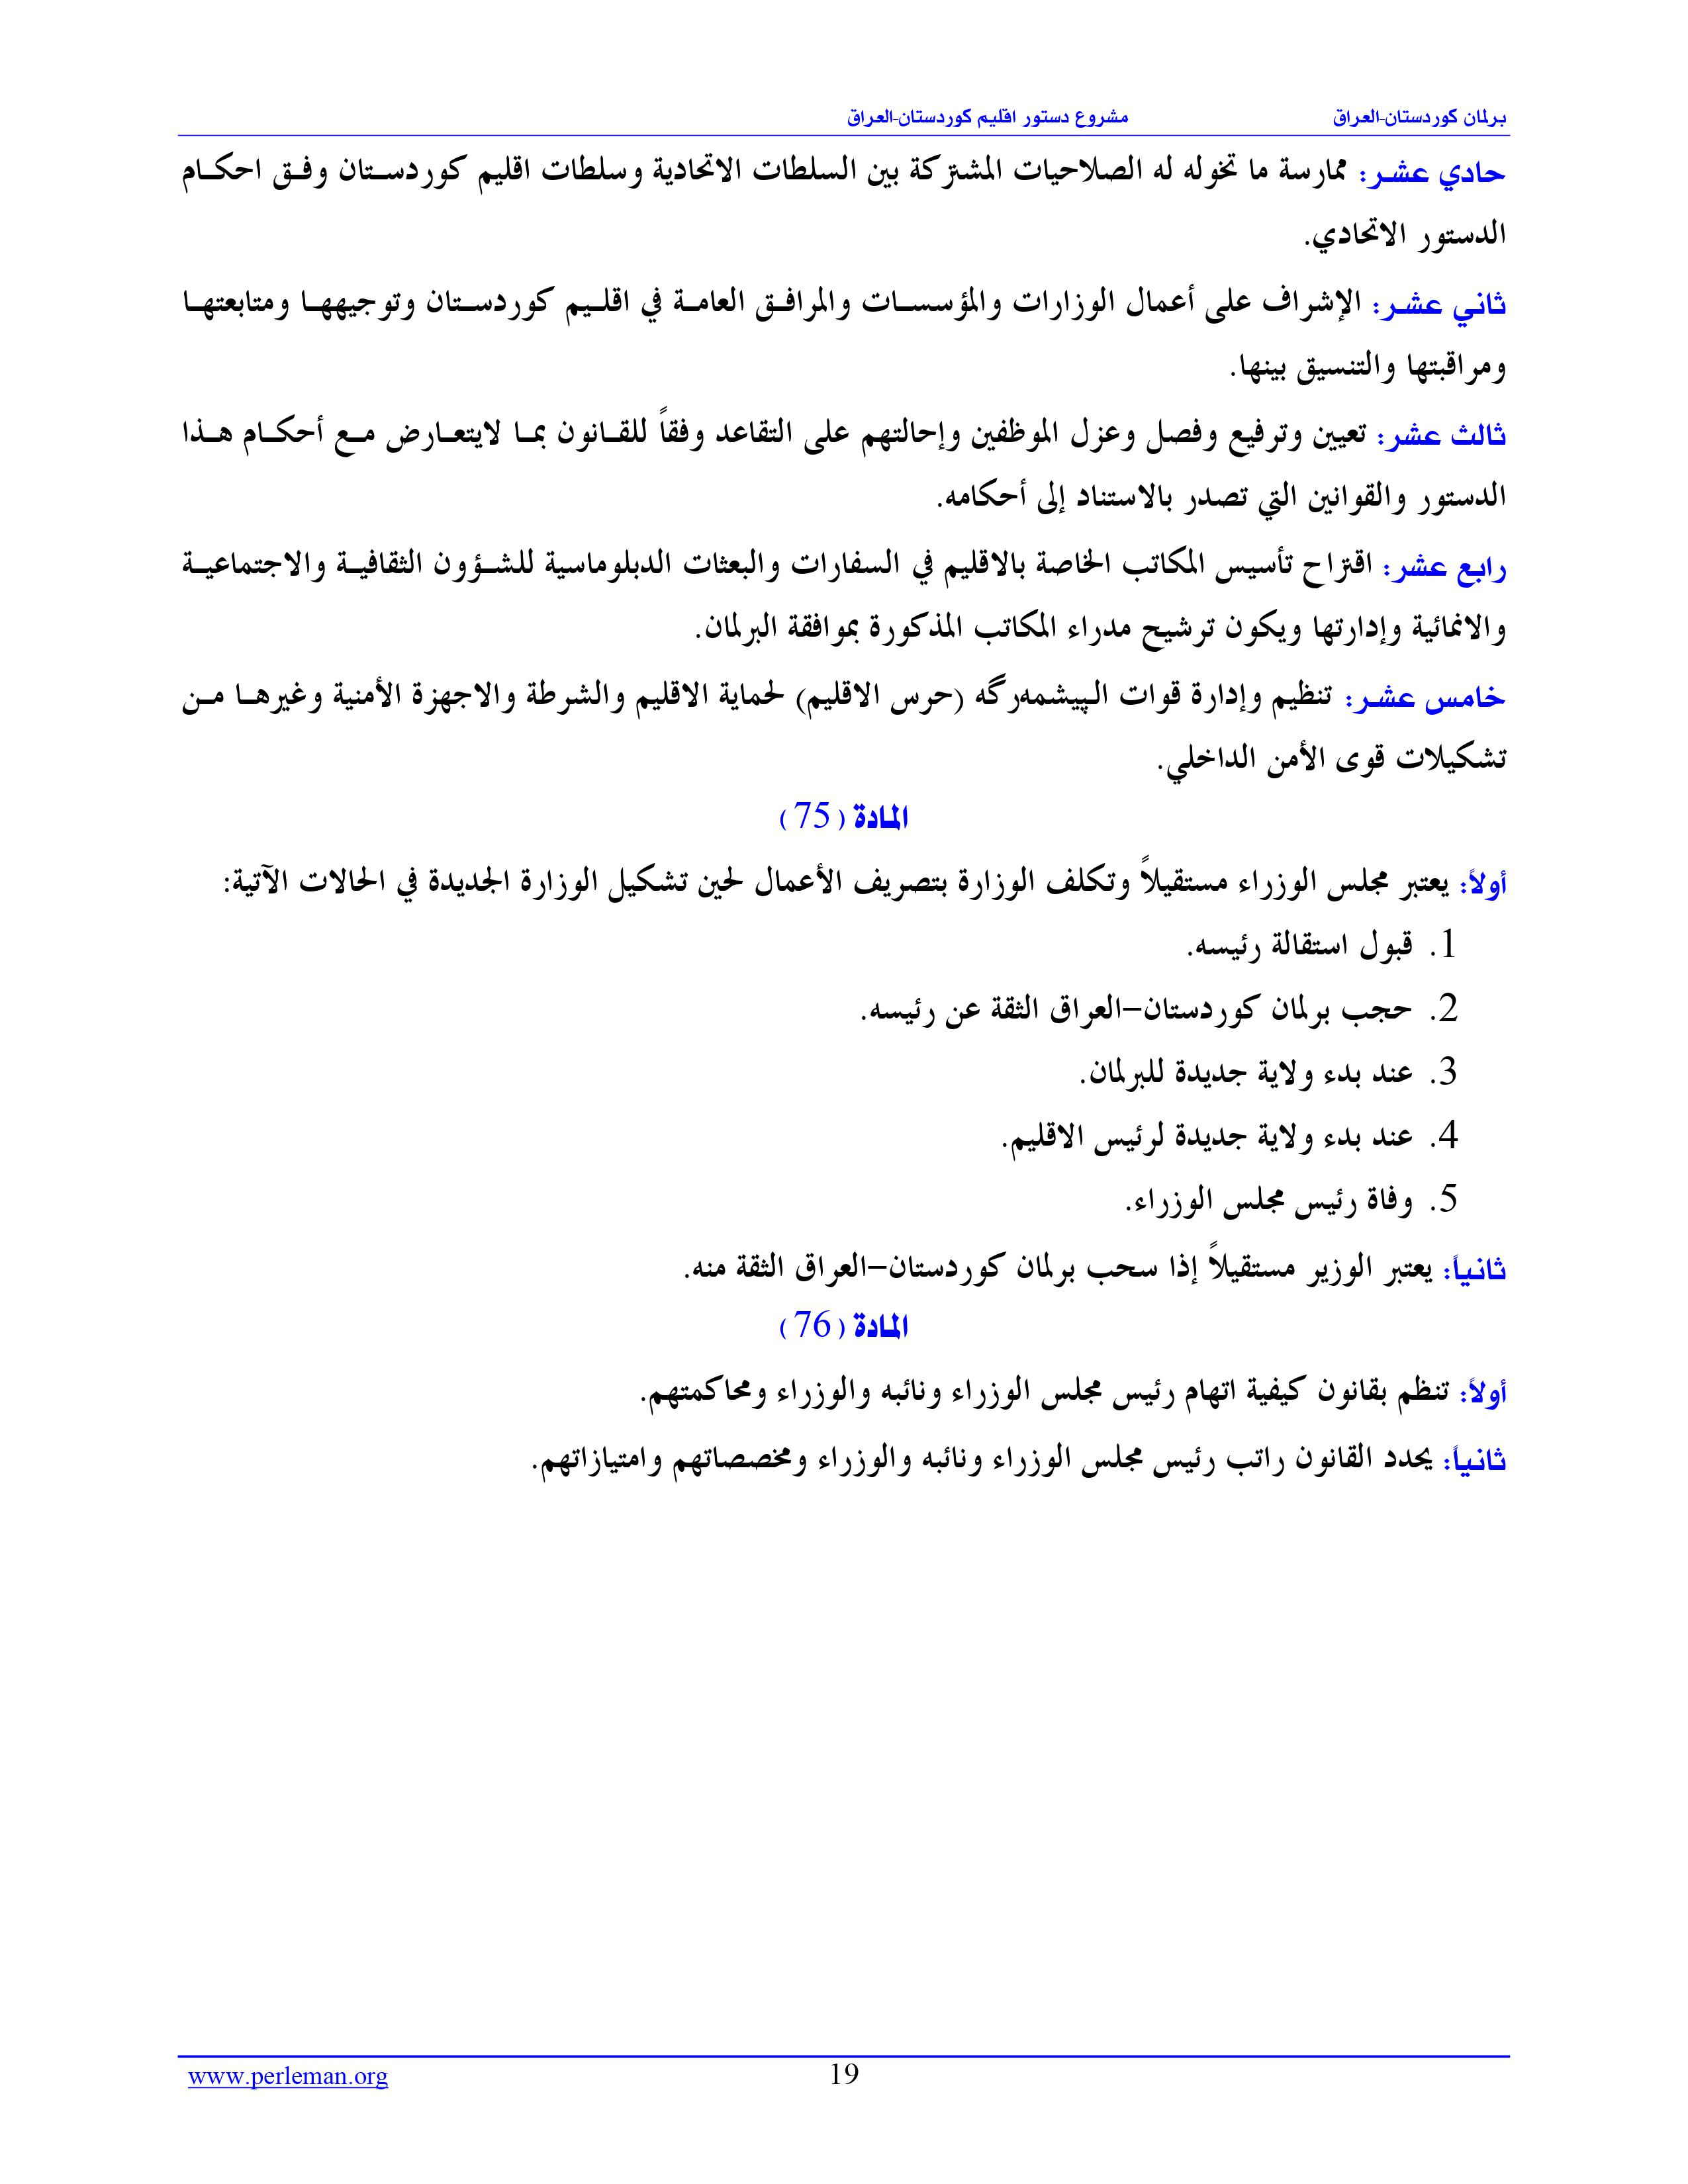 برلمان كوردستان-العراق مشروع دستور اقليم كوردستان-العراق
حادي عشر: ممارسة ما تخوله له الصلاحيات المشتركة بين السلطات الاتحادية وسلطات اقليم كوردستان وفق احكام
الدستور الاتحادي.
ثاني عشر: الإشراف على أعمال الوزارات والمؤسسات والمرافق العامة في اقليم كوردستان وتوجيهها ومتابعتها
ومراقبتها والتنسيق بينها.
ثالث عشر: تعيين وترفيع وفصل وعزل الموظفين وإحالتهم على التقاعد وفقاً للقانون بما لايتعارض مع أحكام هذا
الدستور والقوانين التي تصدر بالاستناد إلى أحكامه.
رابع عشر: اقتراح تأسيس المكاتب الخاصة بالاقليم في السفارات والبعثات الدبلوماسية للشؤون الثقافية والاجتماعية
والانمائية وإدارتها ويكون ترشيح مدراء المكاتب المذكورة بموافقة البرلمان.
خامس عشر: تنظيم وإدارة قوات الپيشمهرگه (حرس الاقليم) لحماية الاقليم والشرطة والاجهزة الأمنية وغيرها من
تشكيلات قوى الأمن الداخلي.
المادة (75)
أولاً: يعتبر مجلس الوزراء مستقيلاً وتكلف الوزارة بتصريف الأعمال لحين تشكيل الوزارة الجديدة في الحالات الآتية:
1. قبول استقالة رئيسه.
2. حجب برلمان كوردستان–العراق الثقة عن رئيسه.
3. عند بدء ولاية جديدة للبرلمان.
4. عند بدء ولاية جديدة لرئيس الاقليم.
5. وفاة رئيس مجلس الوزراء.
ثانياً: يعتبر الوزير مستقيلاً إذا سحب برلمان كوردستان–العراق الثقة منه.
المادة (76)
أولاً: تنظم بقانون كيفية اتهام رئيس مجلس الوزراء ونائبه والوزراء ومحاكمتهم.
ثانياً: يحدد القانون راتب رئيس مجلس الوزراء ونائبه والوزراء ومخصصاتهم وامتيازاتهم.
www.perleman.org 19